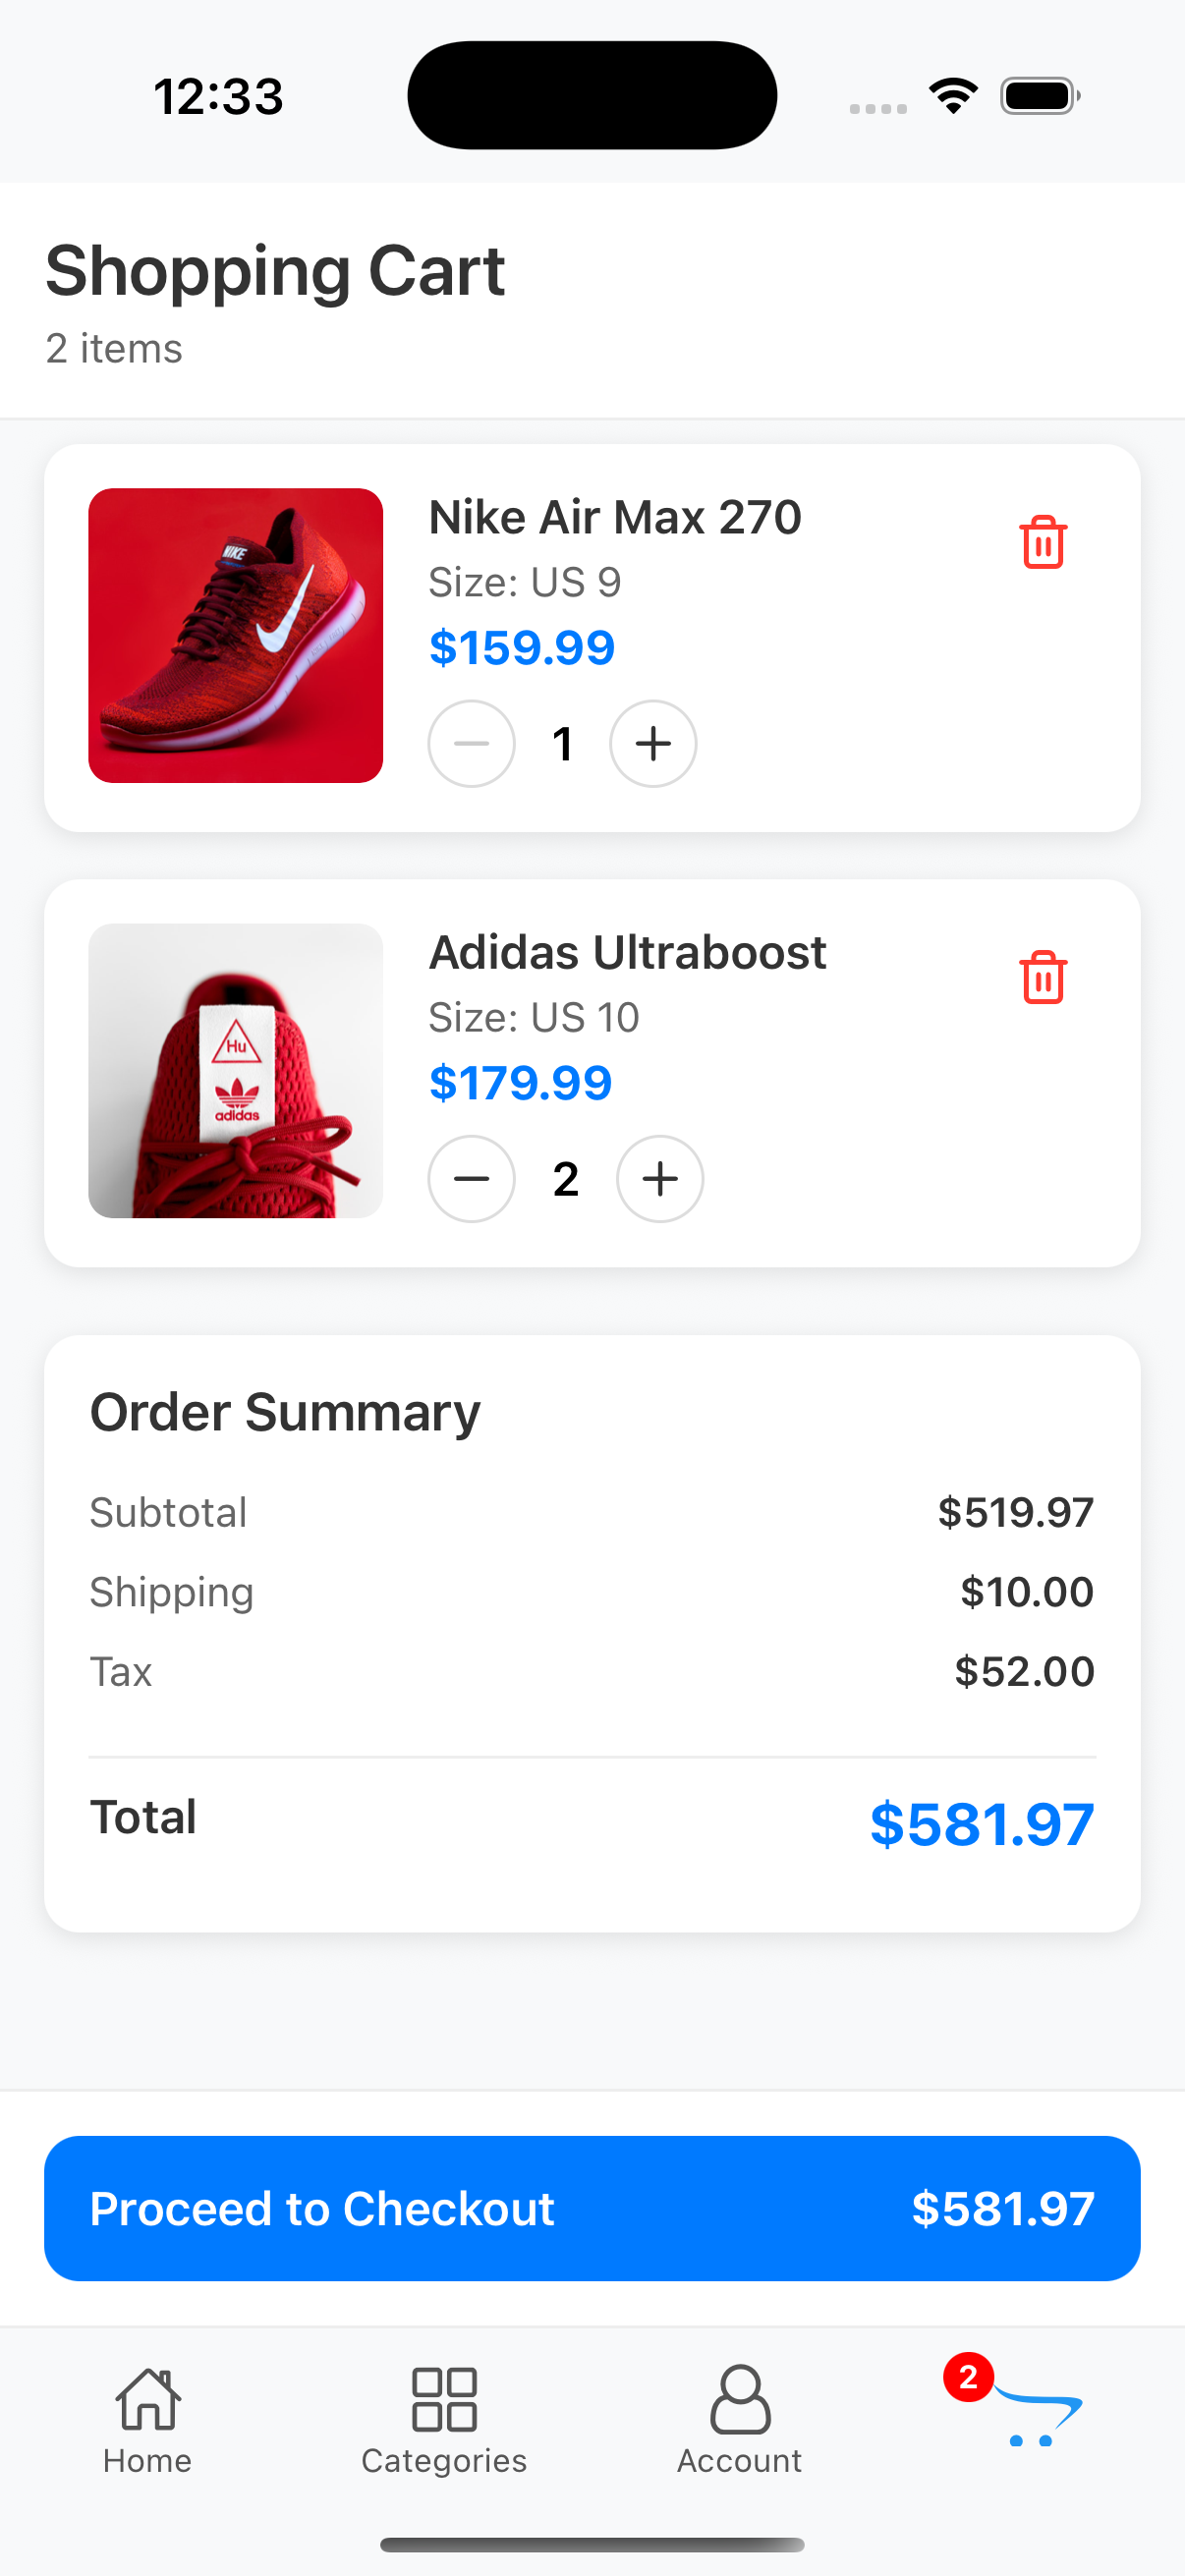 12:33
Shopping Cart
2 items
NIKE
Nike Air Max 270
Size: US 9
$159.99
1
Hu
adidas
Adidas Ultraboost
Size: US 10
$179.99
2
Order Summary
Subtotal $519.97
Shipping $10.00
Tax $52.00
Total $581.97
Proceed to Checkout $581.97
2
Home Categories Account